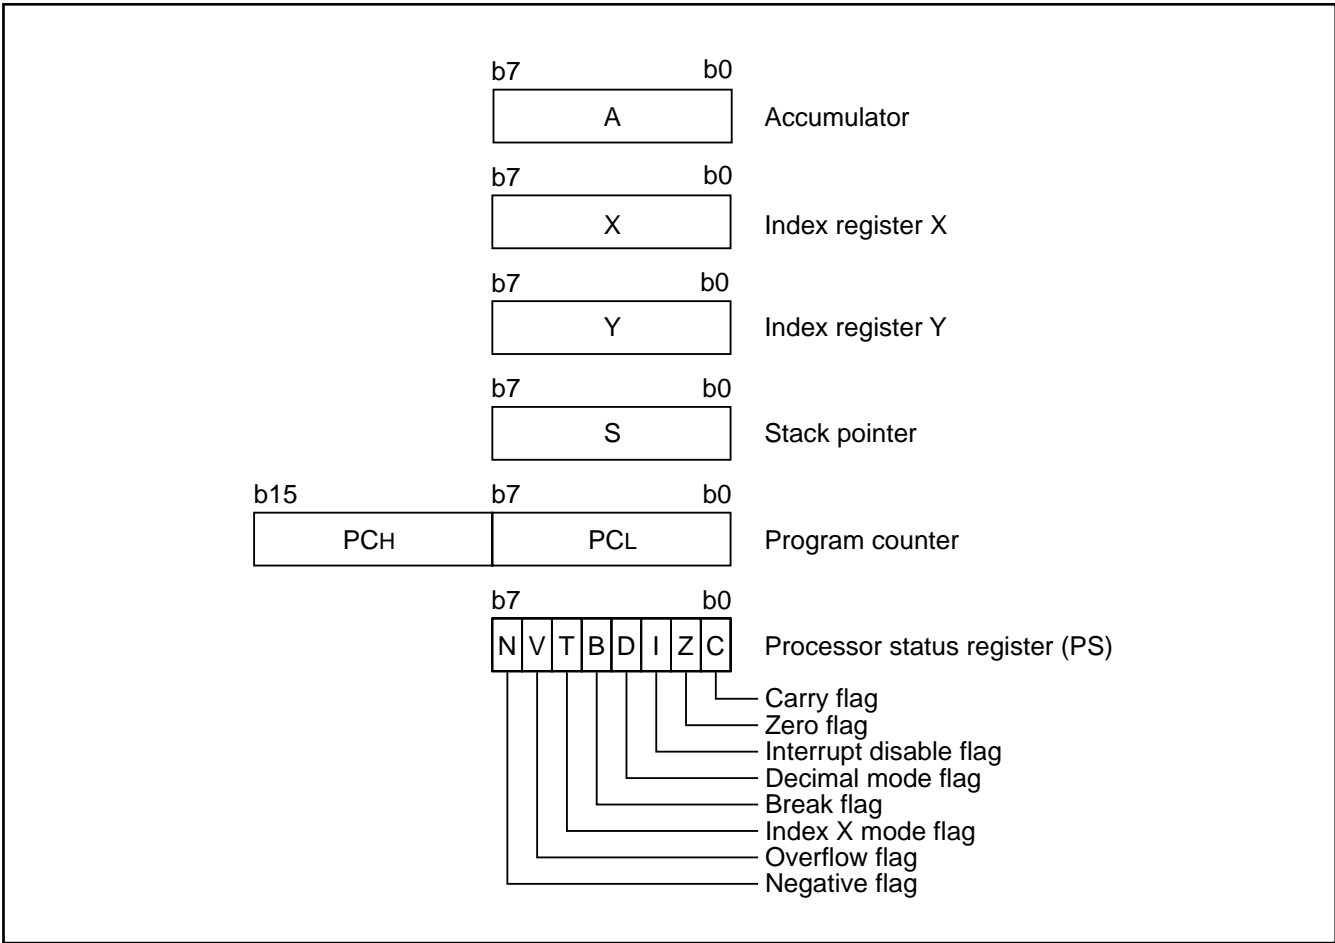 b7 b0
A Accumulator
b7 b0
X Index register X
b7 b0
Y Index register Y
b7 b0
S Stack pointer
b15 b7 b0
PCH PCL Program counter
b7 b0
N V T B D I Z C Processor status register (PS)
Carry flag
Zero flag
Interrupt disable flag
Decimal mode flag
Break flag
Index X mode flag
Overflow flag
Negative flag